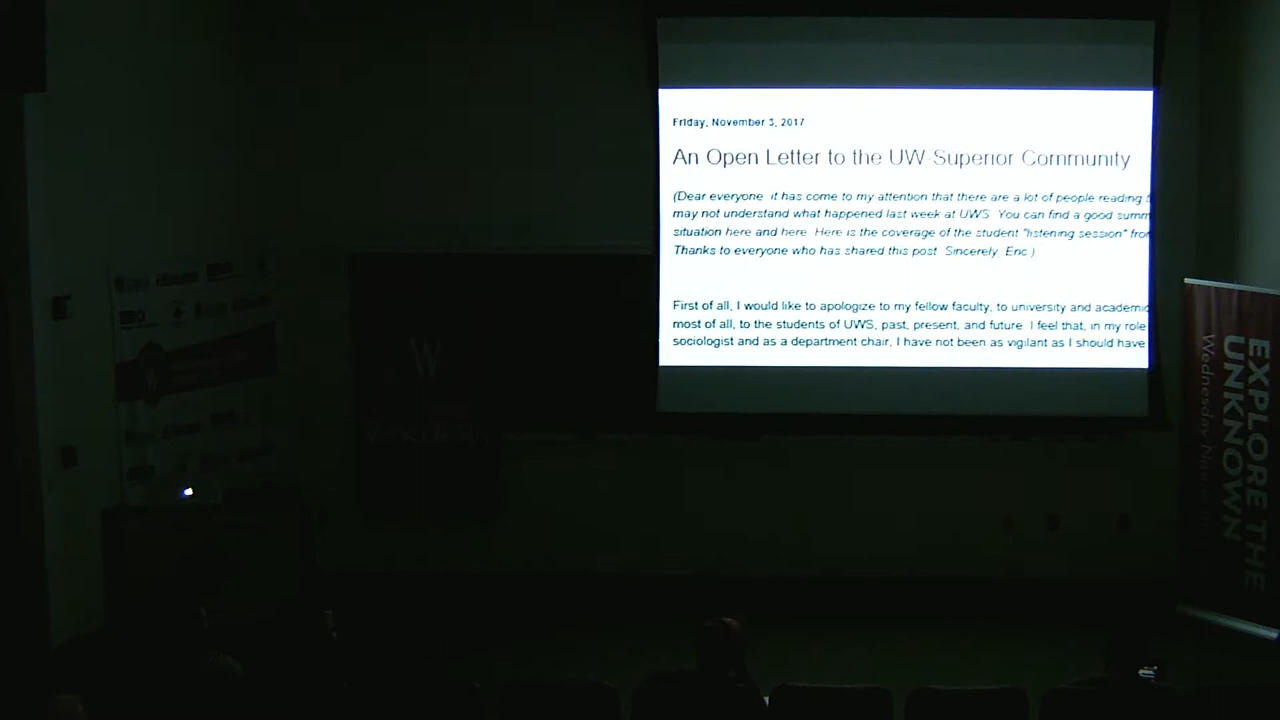 Friday, November 3, 2017
An Open Letter to the UW-Superior Community
(Dear everyone it has come to my attention that there are a lot of people reading
may not understand what happened last week at UWS. You can find a good summ
situation here and here. Here is the coverage of the student "listening session" from
Thanks to everyone who has shared this post. Sincerely, Eric.)
First of all, I would like to apologize to my fellow faculty, to university and academic
most of all, to the students of UWS, past, present, and future. I feel that, in my role
sociologist and as a department chair, I have not been as vigilant as I should have
W
EXPLORE THE
UNKNOWN
Wednesday